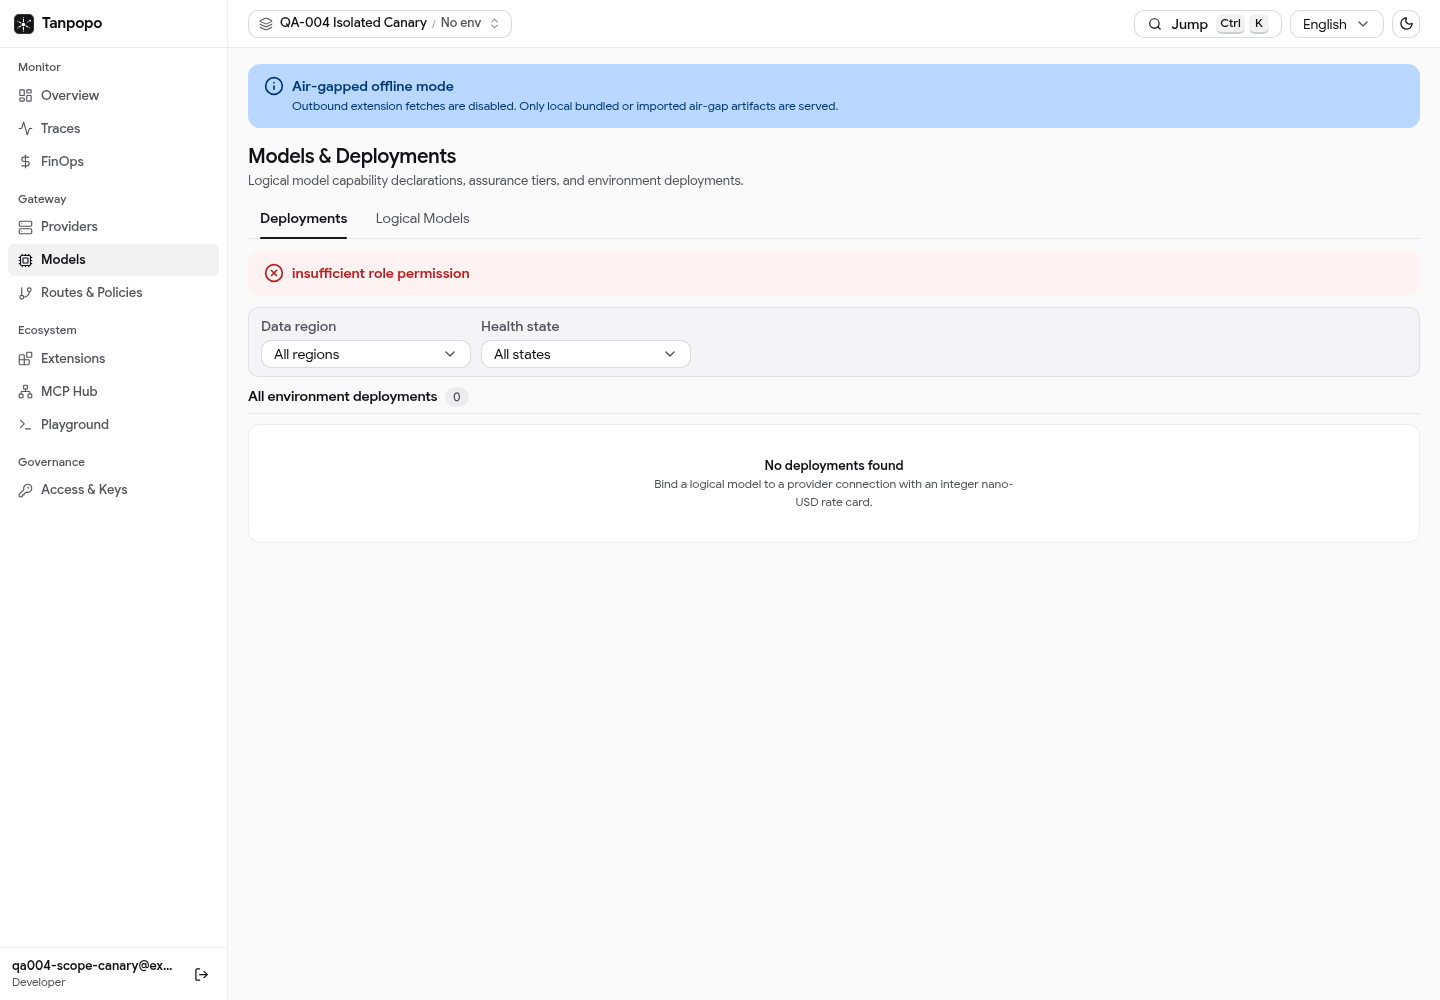 Tanpopo
QA-004 Isolated Canary / No env
Jump Ctrl K
English
Monitor
Overview
Traces
FinOps
Gateway
Providers
Models
Routes & Policies
Ecosystem
Extensions
MCP Hub
Playground
Governance
Access & Keys
qa004-scope-canary@ex...
Developer
Air-gapped offline mode
Outbound extension fetches are disabled. Only local bundled or imported air-gap artifacts are served.
Models & Deployments
Logical model capability declarations, assurance tiers, and environment deployments.
Deployments Logical Models
insufficient role permission
Data region Health state
All regions All states
All environment deployments 0
No deployments found
Bind a logical model to a provider connection with an integer nano-
USD rate card.